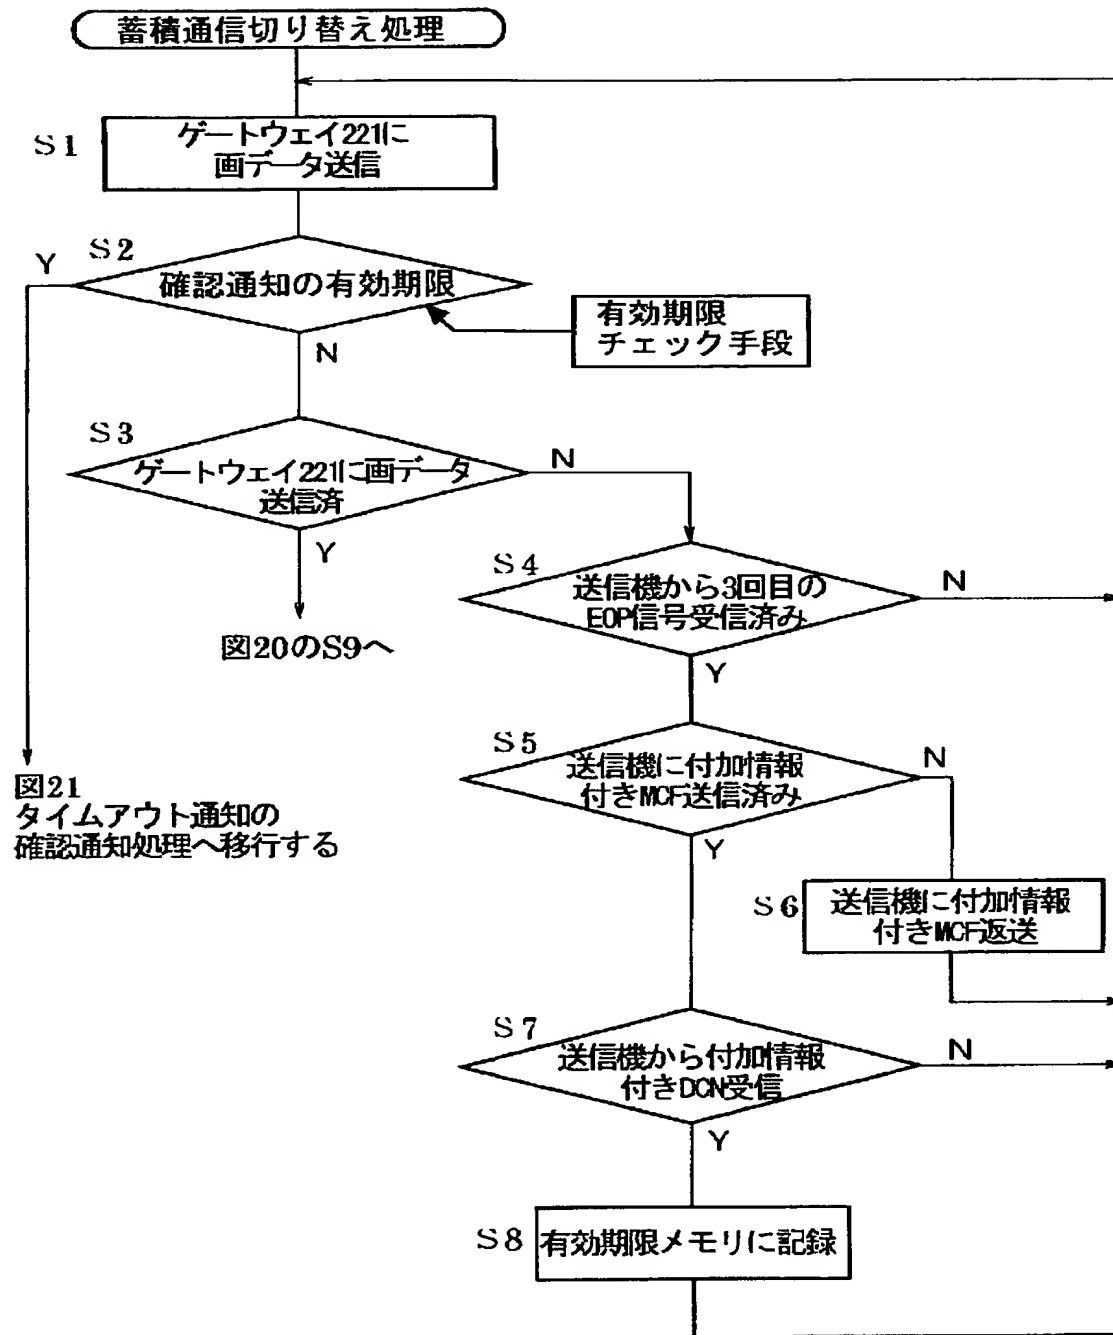 蓄積通信切り替え処理
S1
ゲートウェイ221に
画データ送信
S2
Y
確認通知の有効期限
有効期限
チェック手段
N
S3
ゲートウェイ221に画データ
送信済
N
Y
図20のS9へ
S4
送信機から3回目の
EOP信号受信済み
N
Y
図21
タイムアウト通知の
確認通知処理へ移行する
S5
送信機に付加情報
付きMCF送信済み
N
Y
S6
送信機に付加情報
付きMCF返送
S7
送信機から付加情報
付きDCN受信
N
Y
S8
有効期限メモリに記録